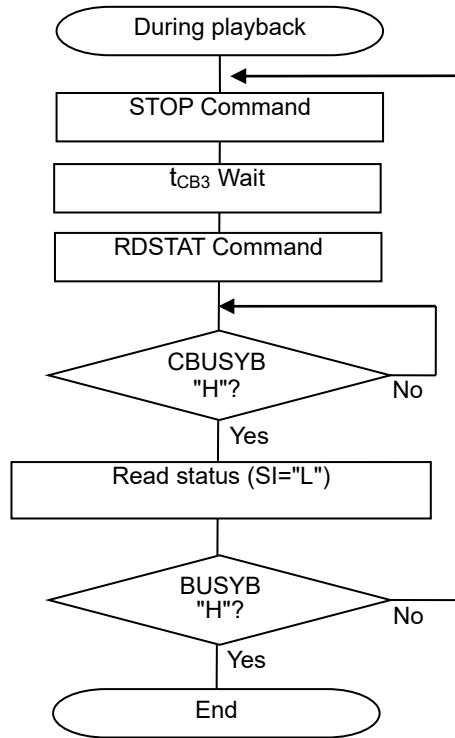 During playback
STOP Command
tCB3 Wait
RDSTAT Command
CBUSYB
"H"?
No
Yes
Read status (SI="L")
BUSYB
"H"?
No
Yes
End